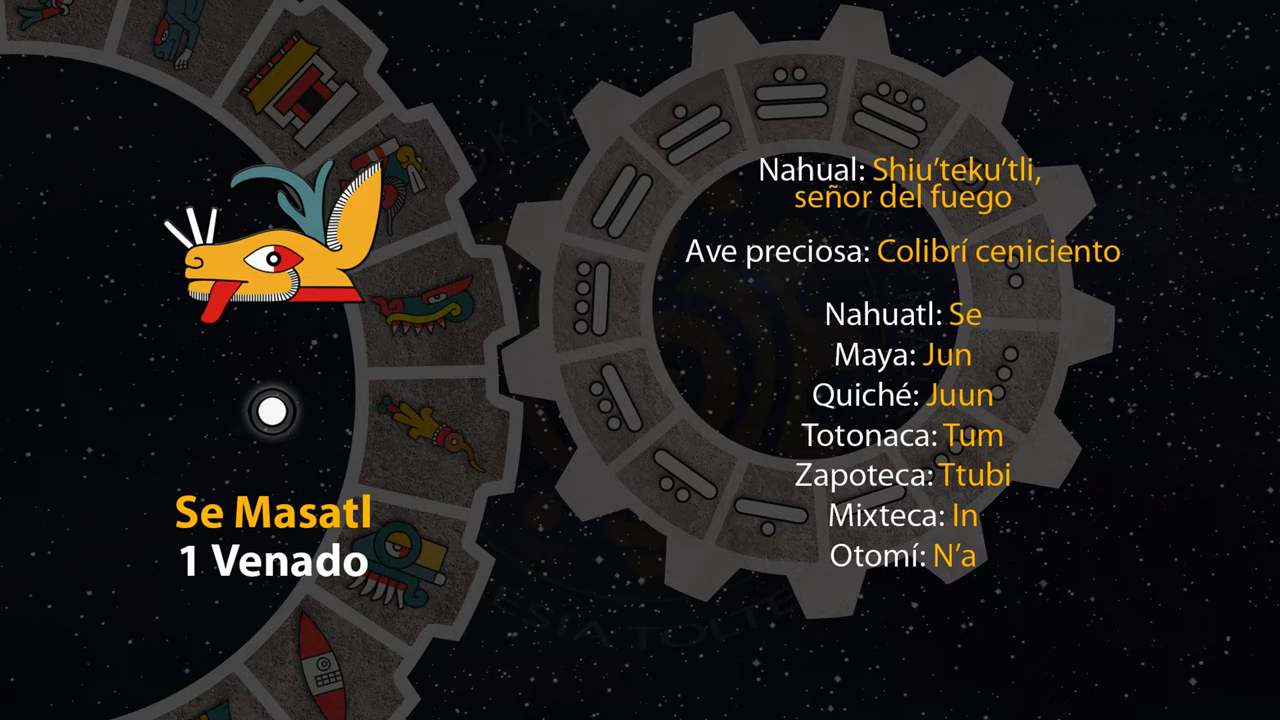 Se Masatl
1 Venado
Nahual: Shiu’teku’tli,
señor del fuego
Ave preciosa: Colibrí ceniciento
Nahuatl: Se
Maya: Jun
Quiché: Juun
Totonaca: Tum
Zapoteca: Ttubi
Mixteca: In
Otomí: N’a